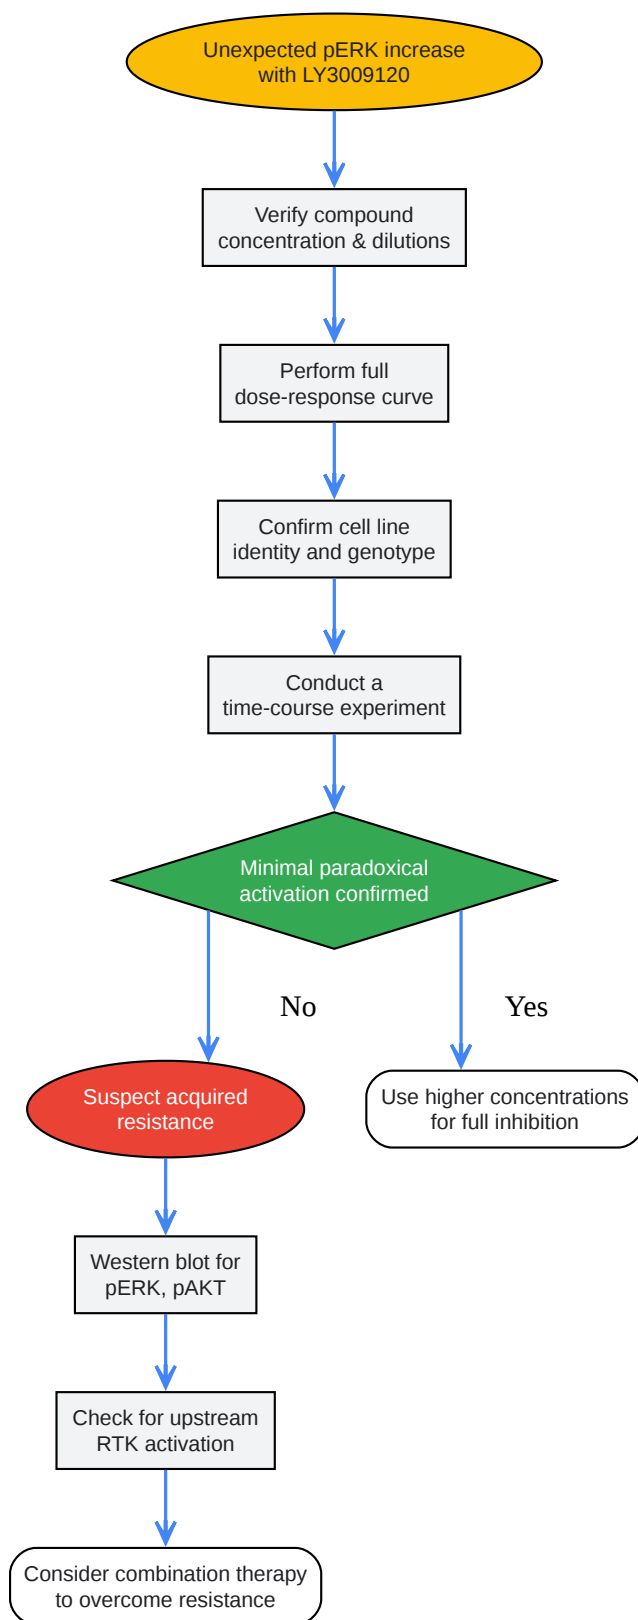 Unexpected pERK increase
with LY3009120
Verify compound
concentration & dilutions
Perform full
dose-response curve
Confirm cell line
identity and genotype
Conduct a
time-course experiment
Minimal paradoxical
activation confirmed
No
Yes
Suspect acquired
resistance
Use higher concentrations
for full inhibition
Western blot for
pERK, pAKT
Check for upstream
RTK activation
Consider combination therapy
to overcome resistance